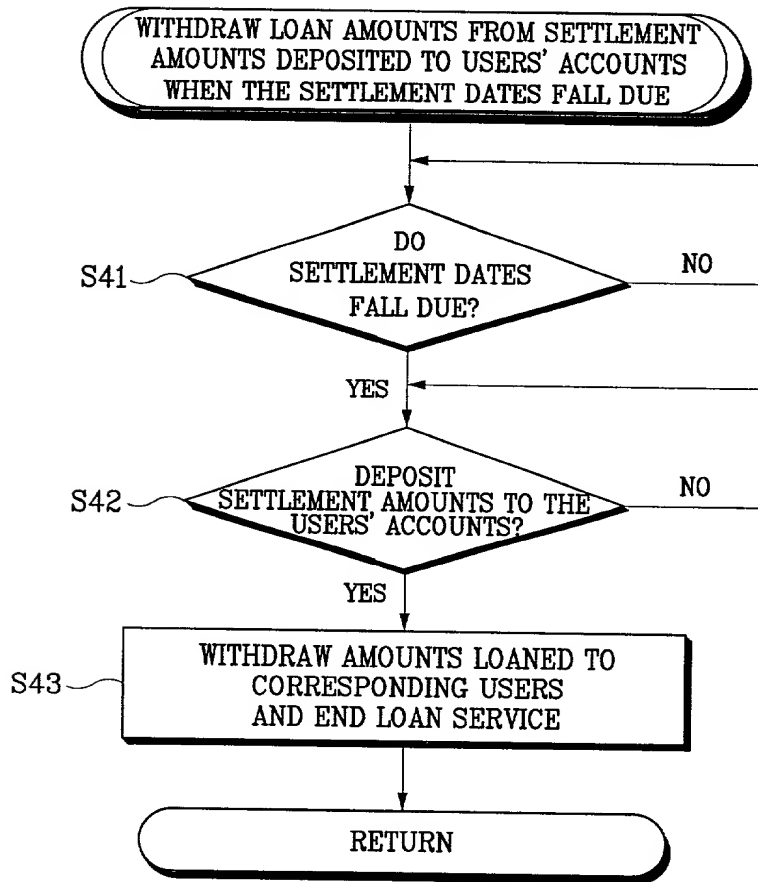 WITHDRAW LOAN AMOUNTS FROM SETTLEMENT
AMOUNTS DEPOSITED TO USERS' ACCOUNTS
WHEN THE SETTLEMENT DATES FALL DUE
DO
SETTLEMENT DATES
FALL DUE?
S41
NO
YES
DEPOSIT
SETTLEMENT AMOUNTS TO THE
USERS' ACCOUNTS?
S42
NO
YES
WITHDRAW AMOUNTS LOANED TO
CORRESPONDING USERS
AND END LOAN SERVICE
S43
RETURN